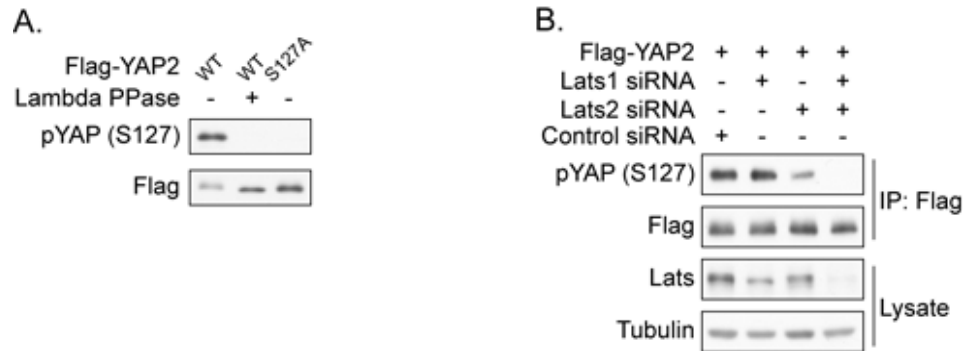 A.
Flag-YAP2 WT WT S127A
Lambda PPase - + -
pYAP (S127)
Flag
B.
Flag-YAP2 + + + +
Lats1 siRNA - + - +
Lats2 siRNA - - + +
Control siRNA + - - -
pYAP (S127)
Flag
IP: Flag
Lats
Tubulin
Lysate